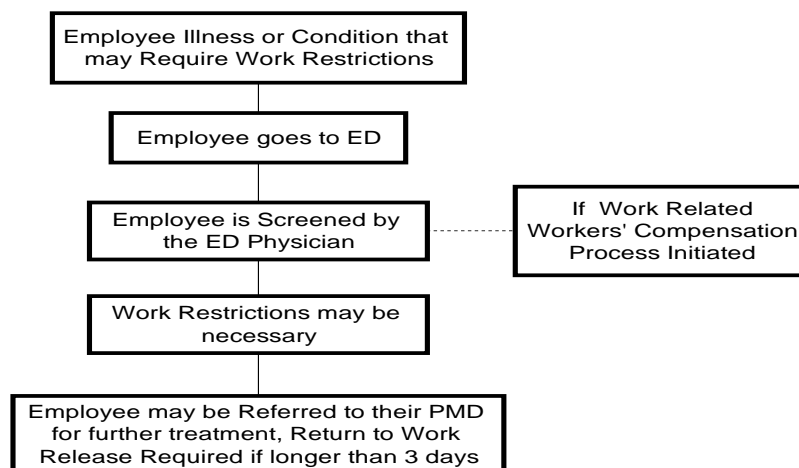 Employee Illness or Condition that
may Require Work Restrictions
Employee goes to ED
Employee is Screened by
the ED Physician
If Work Related
Workers' Compensation
Process Initiated
Work Restrictions may be
necessary
Employee may be Referred to their PMD
for further treatment, Return to Work
Release Required if longer than 3 days